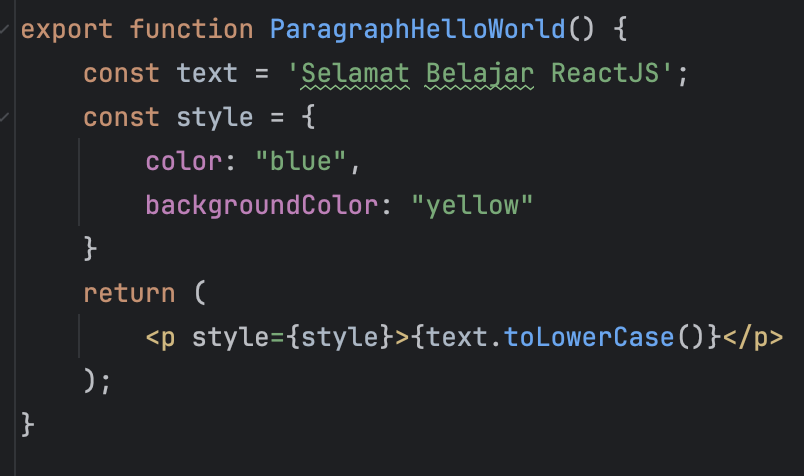 export function ParagraphHelloWorld() {
    const text = 'Selamat Belajar ReactJS';
    const style = {
        color: "blue",
        backgroundColor: "yellow"
    }
    return (
        <p style={style}>{text.toLowerCase()}</p>
    );
}